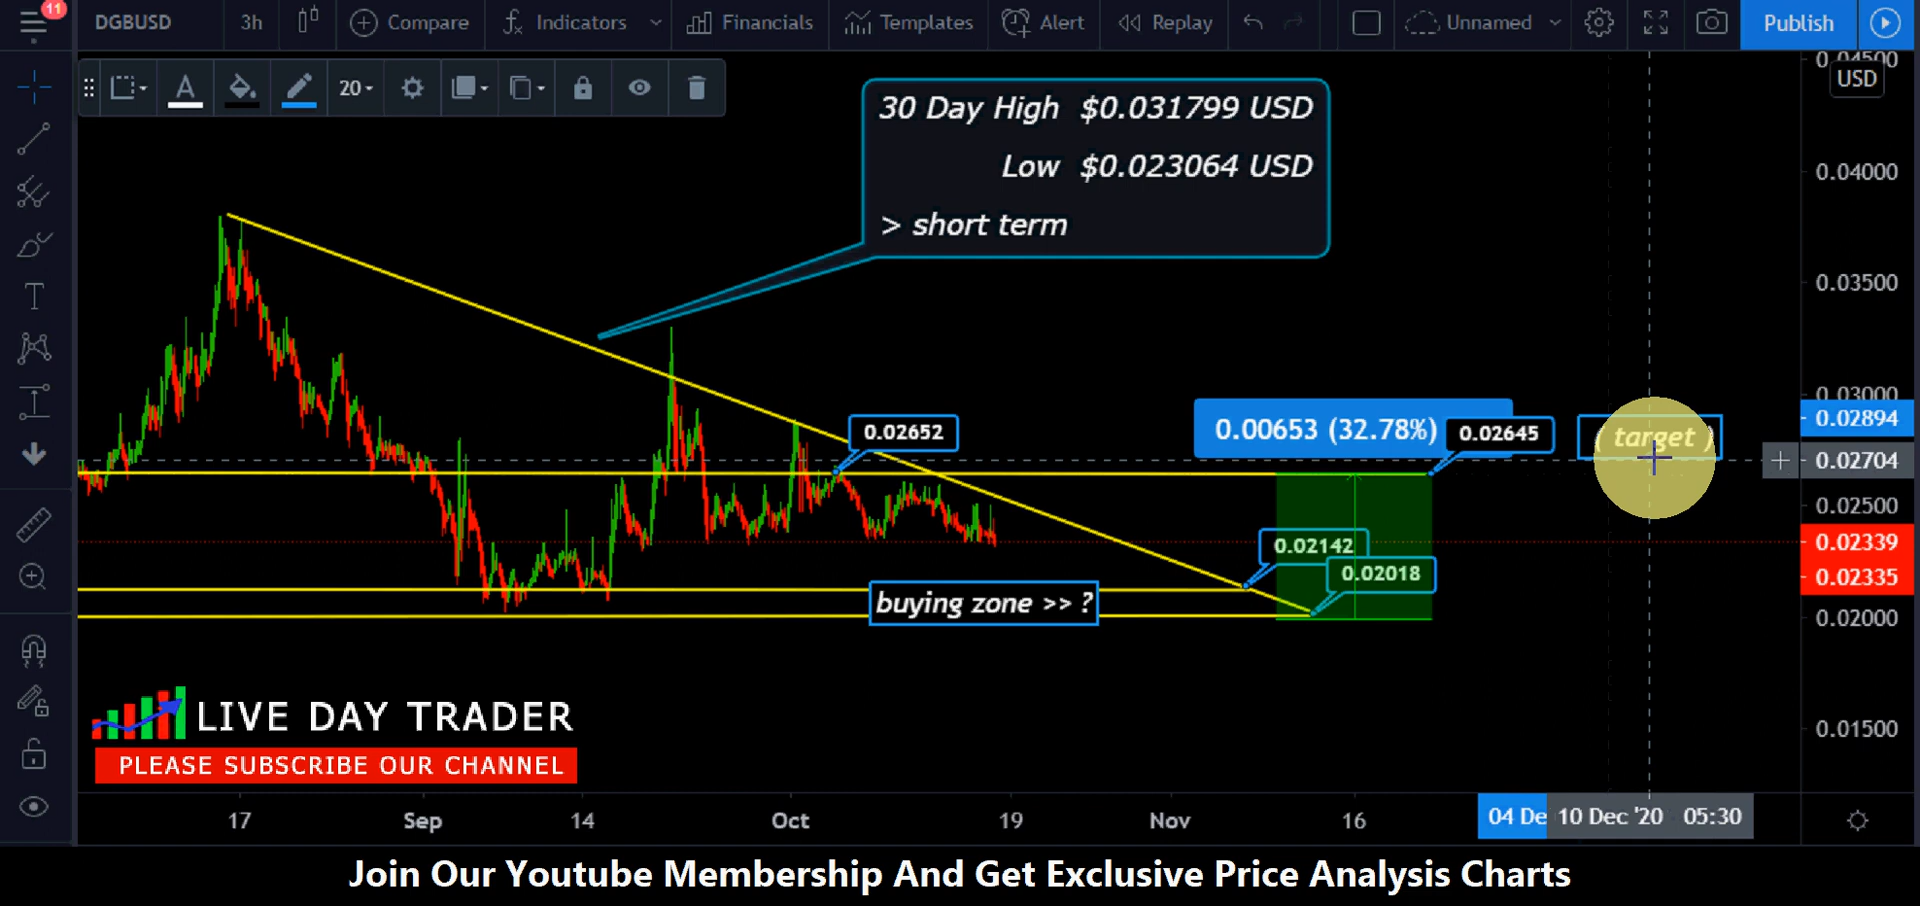 11
DGBUSD 3h Compare Indicators Financials Templates Alert Replay Unnamed Publish
20
0.04500
USD
30 Day High $0.031799 USD
Low $0.023064 USD
> short term
0.04000
0.03500
0.03000
0.02894
0.02652
0.00653 (32.78%)
0.02645
( target )
0.02704
0.02500
0.02142
0.02339
0.02018
0.02335
buying zone >> ?
0.02000
LIVE DAY TRADER
0.01500
PLEASE SUBSCRIBE OUR CHANNEL
17 Sep 14 Oct 19 Nov 16 04 De 10 Dec '20 05:30
Join Our Youtube Membership And Get Exclusive Price Analysis Charts